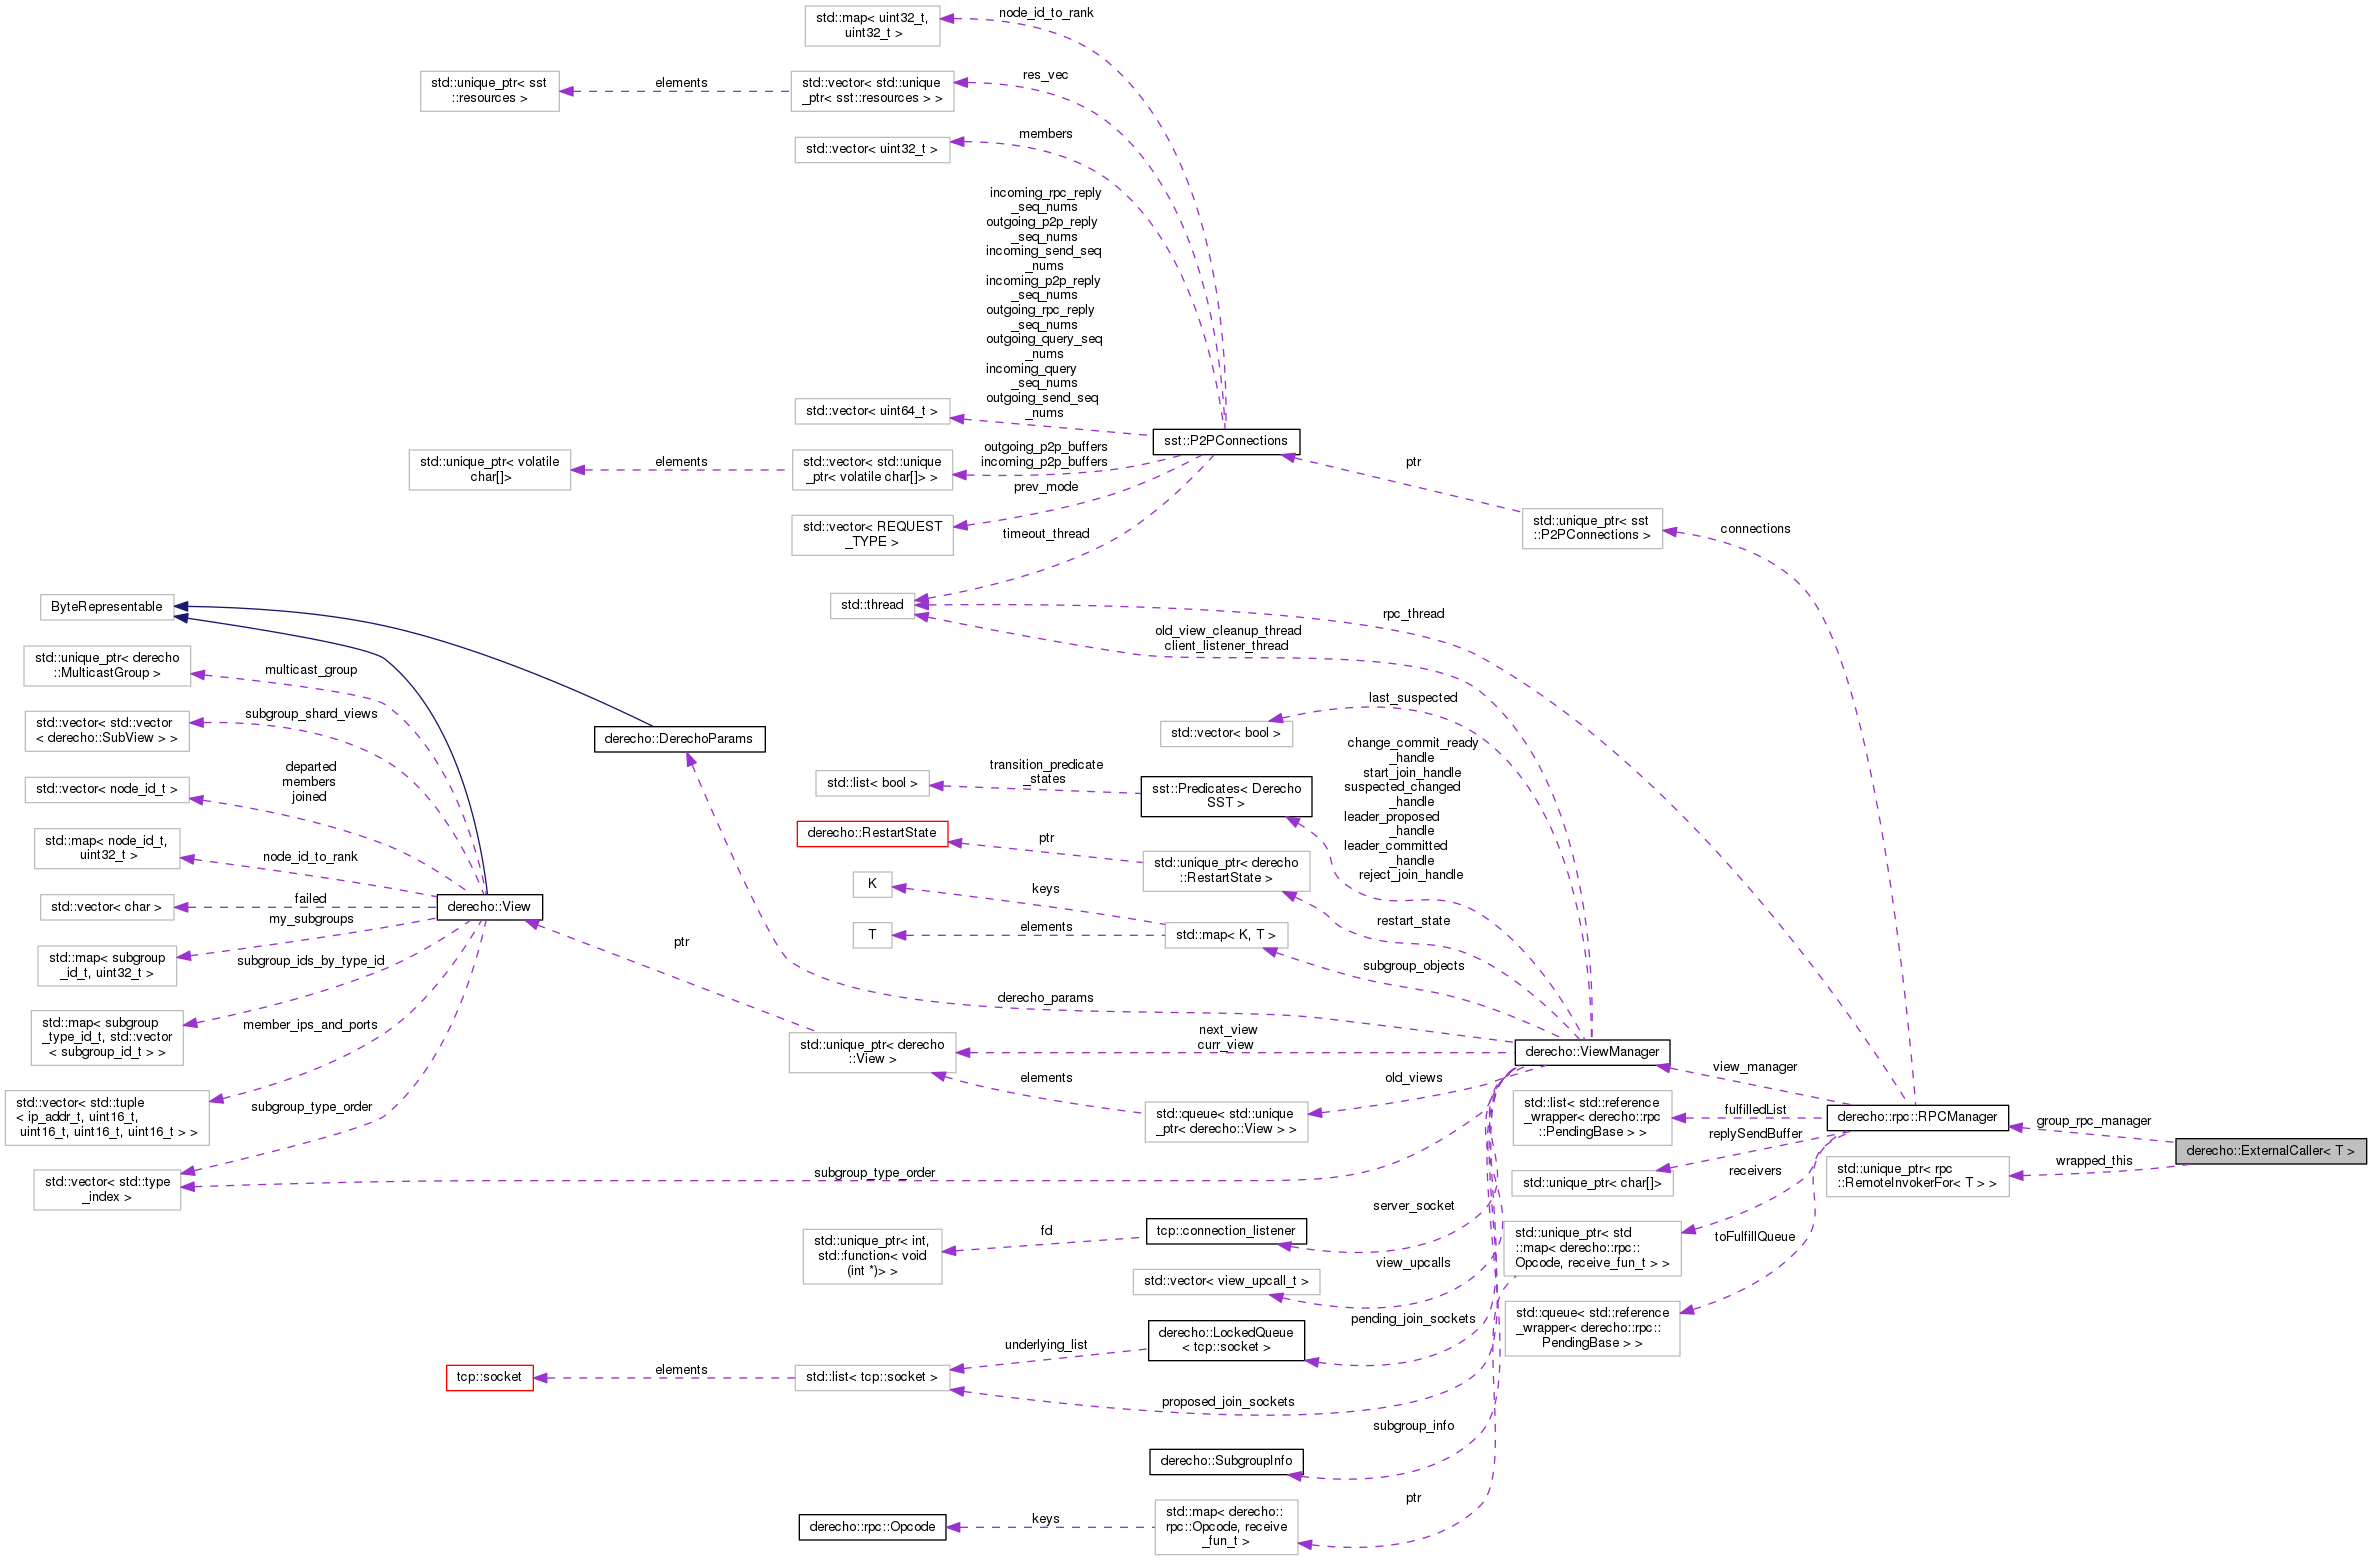 node_id_to_rank
std::map< uint32_t,
uint32_t >
res_vec
std::unique_ptr< sst
::resources >
elements
std::vector< std::unique
_ptr< sst::resources > >
members
std::vector< uint32_t >
incoming_rpc_reply
_seq_nums
outgoing_p2p_reply
_seq_nums
incoming_send_seq
_nums
incoming_p2p_reply
_seq_nums
outgoing_rpc_reply
_seq_nums
outgoing_query_seq
_nums
incoming_query
_seq_nums
outgoing_send_seq
_nums
std::vector< uint64_t >
sst::P2PConnections
outgoing_p2p_buffers
incoming_p2p_buffers
std::unique_ptr< volatile
char[]>
elements
std::vector< std::unique
_ptr< volatile char[]> >
ptr
prev_mode
std::vector< REQUEST
_TYPE >
timeout_thread
std::unique_ptr< sst
::P2PConnections >
connections
ByteRepresentable
std::thread
rpc_thread
old_view_cleanup_thread
client_listener_thread
std::unique_ptr< derecho
::MulticastGroup >
multicast_group
last_suspected
std::vector< std::vector
< derecho::SubView > >
subgroup_shard_views
derecho::DerechoParams
std::vector< bool >
change_commit_ready
_handle
start_join_handle
suspected_changed
_handle
leader_proposed
_handle
leader_committed
_handle
reject_join_handle
std::vector< node_id_t >
departed
members
joined
std::list< bool >
transition_predicate
_states
sst::Predicates< Derecho
SST >
std::map< node_id_t,
uint32_t >
node_id_to_rank
derecho::RestartState
ptr
std::unique_ptr< derecho
::RestartState >
std::vector< char >
failed
derecho::View
K
keys
restart_state
my_subgroups
T
elements
std::map< K, T >
std::map< subgroup
_id_t, uint32_t >
subgroup_ids_by_type_id
ptr
subgroup_objects
std::map< subgroup
_type_id_t, std::vector
< subgroup_id_t > >
member_ips_and_ports
derecho_params
std::unique_ptr< derecho
::View >
next_view
curr_view
derecho::ViewManager
view_manager
std::vector< std::tuple
< ip_addr_t, uint16_t,
uint16_t, uint16_t, uint16_t > >
subgroup_type_order
elements
old_views
std::queue< std::unique
_ptr< derecho::View > >
std::list< std::reference
_wrapper< derecho::rpc
::PendingBase > >
fulfilledList
derecho::rpc::RPCManager
group_rpc_manager
derecho::ExternalCaller< T >
replySendBuffer
wrapped_this
std::vector< std::type
_index >
subgroup_type_order
std::unique_ptr< char[]>
receivers
std::unique_ptr< rpc
::RemoteInvokerFor< T > >
server_socket
std::unique_ptr< int,
std::function< void
(int *)> >
fd
tcp::connection_listener
std::unique_ptr< std
::map< derecho::rpc::
Opcode, receive_fun_t > >
toFulfillQueue
view_upcalls
std::vector< view_upcall_t >
pending_join_sockets
std::queue< std::reference
_wrapper< derecho::rpc::
PendingBase > >
derecho::LockedQueue
< tcp::socket >
underlying_list
tcp::socket
elements
std::list< tcp::socket >
proposed_join_sockets
subgroup_info
derecho::SubgroupInfo
ptr
derecho::rpc::Opcode
keys
std::map< derecho::
rpc::Opcode, receive
_fun_t >